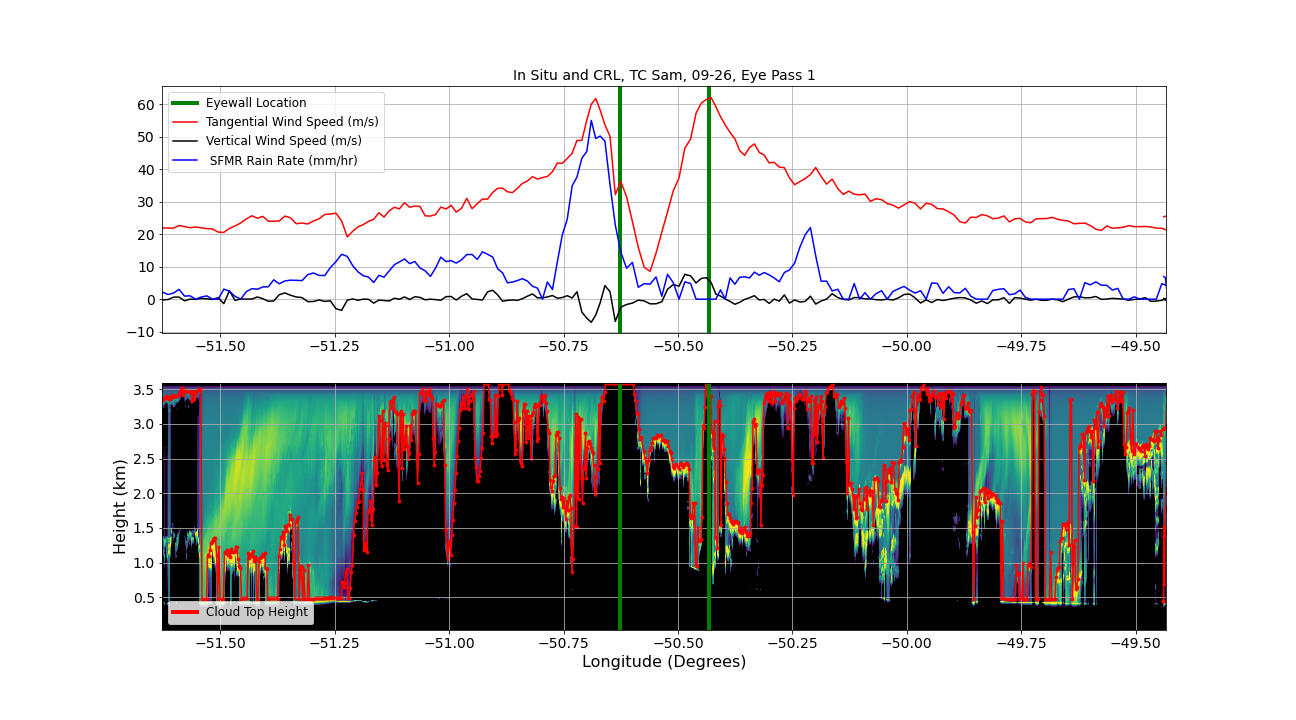 In Situ and CRL, TC Sam, 09-26, Eye Pass 1
60
50
40
30
20
10
0
−10
Eyewall Location
Tangential Wind Speed (m/s)
Vertical Wind Speed (m/s)
SFMR Rain Rate (mm/hr)
−51.50 −51.25 −51.00 −50.75 −50.50 −50.25 −50.00 −49.75 −49.50
Height (km)
3.5
3.0
2.5
2.0
1.5
1.0
0.5
Cloud Top Height
−51.50 −51.25 −51.00 −50.75 −50.50 −50.25 −50.00 −49.75 −49.50
Longitude (Degrees)